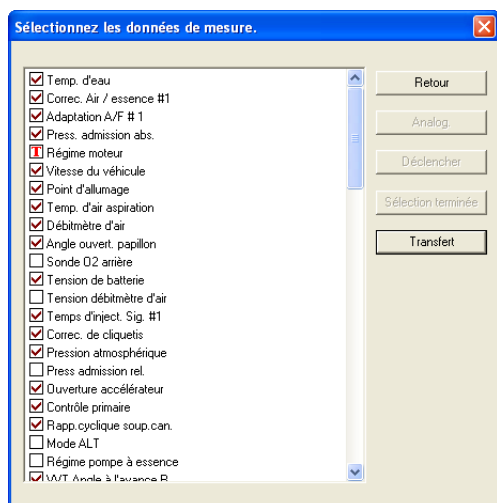 Sélectionnez les données de mesure.
Temp. d'eau
Correc. Air / essence #1
Adaptation A/F # 1
Press. admission abs.
T Régime moteur
Vitesse du véhicule
Point d'allumage
Temp. d'air aspiration
Débitmètre d'air
Angle ouvert. papillon
Sonde O2 arrière
Tension de batterie
Tension débitmètre d'air
Temps d'inject. Sig. #1
Correc. de cliquetis
Pression atmosphérique
Press admission rel.
Ouverture accélérateur
Contrôle primaire
Rapp.cyclique soup.can.
Mode ALT
Régime pompe à essence
VVT Angle à l'avance R
Retour
Analog.
Déclencher
Sélection terminée
Transfert